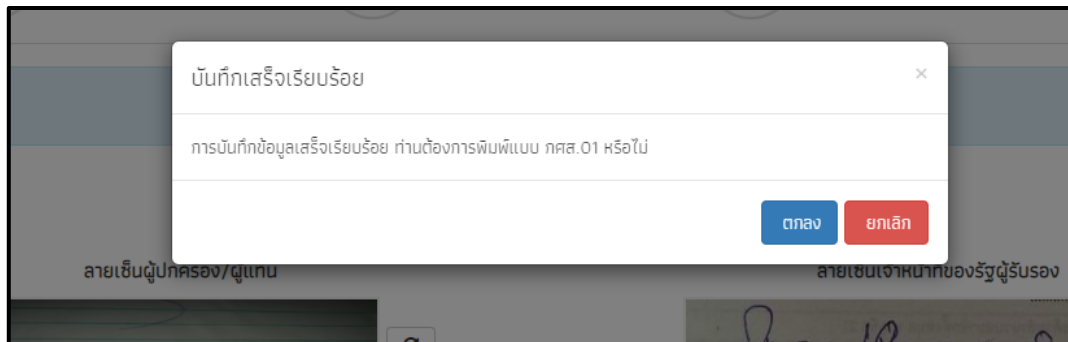 บันทึกเสร็จเรียบร้อย
×
การบันทึกข้อมูลเสร็จเรียบร้อย ท่านต้องการพิมพ์แบบ ภศส.01 หรือไม่
ตกลง
ยกเลิก
ลายเซ็นผู้ปกครอง/ผู้แทน
ลายเซ็นเจ้าหน้าที่ของรัฐผู้รับรอง